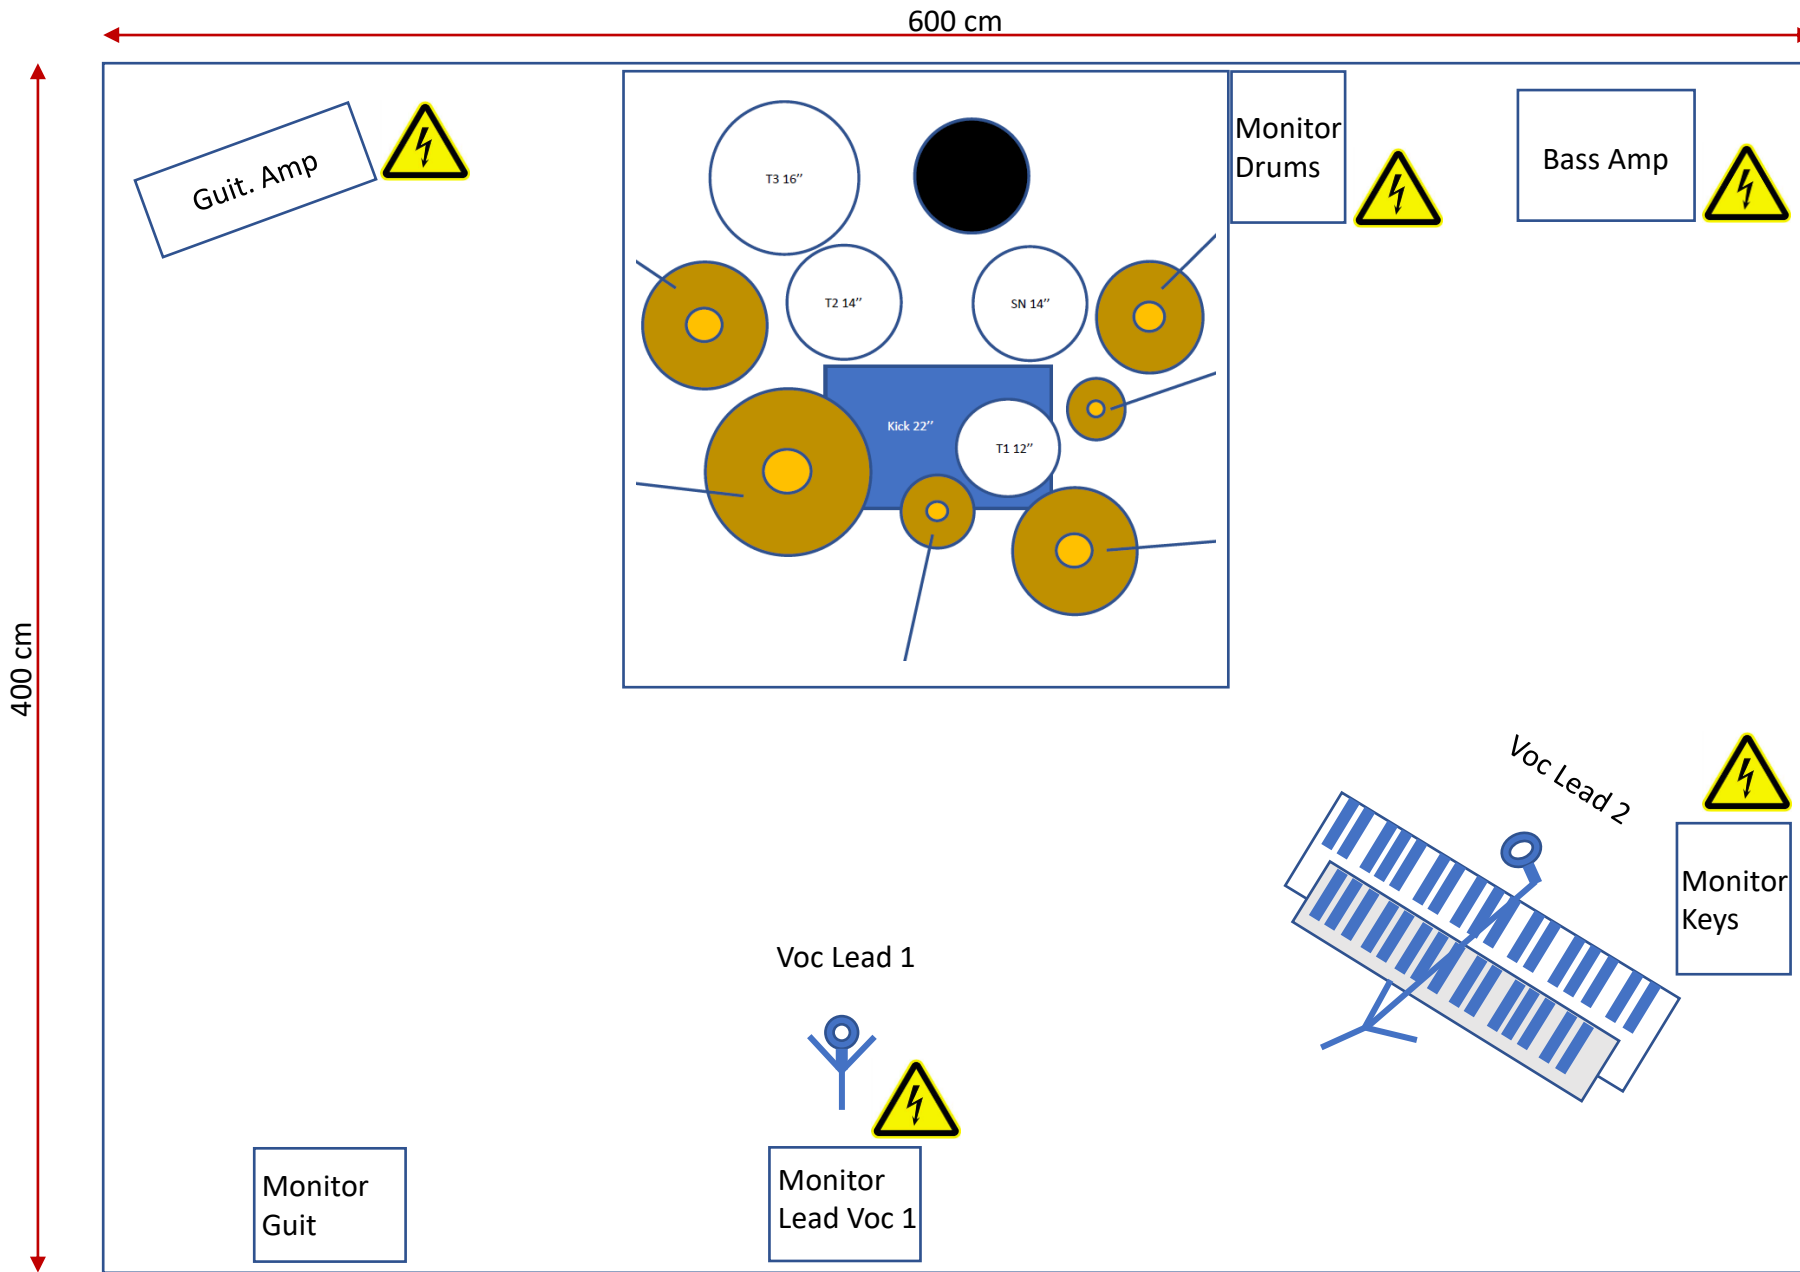 600 cm
400 cm
Guit. Amp
T3 16’’
T2 14’’
SN 14’’
Kick 22’’
T1 12’’
Monitor
Drums
Bass Amp
Voc Lead 2
Monitor
Keys
Voc Lead 1
Monitor
Guit
Monitor
Lead Voc 1